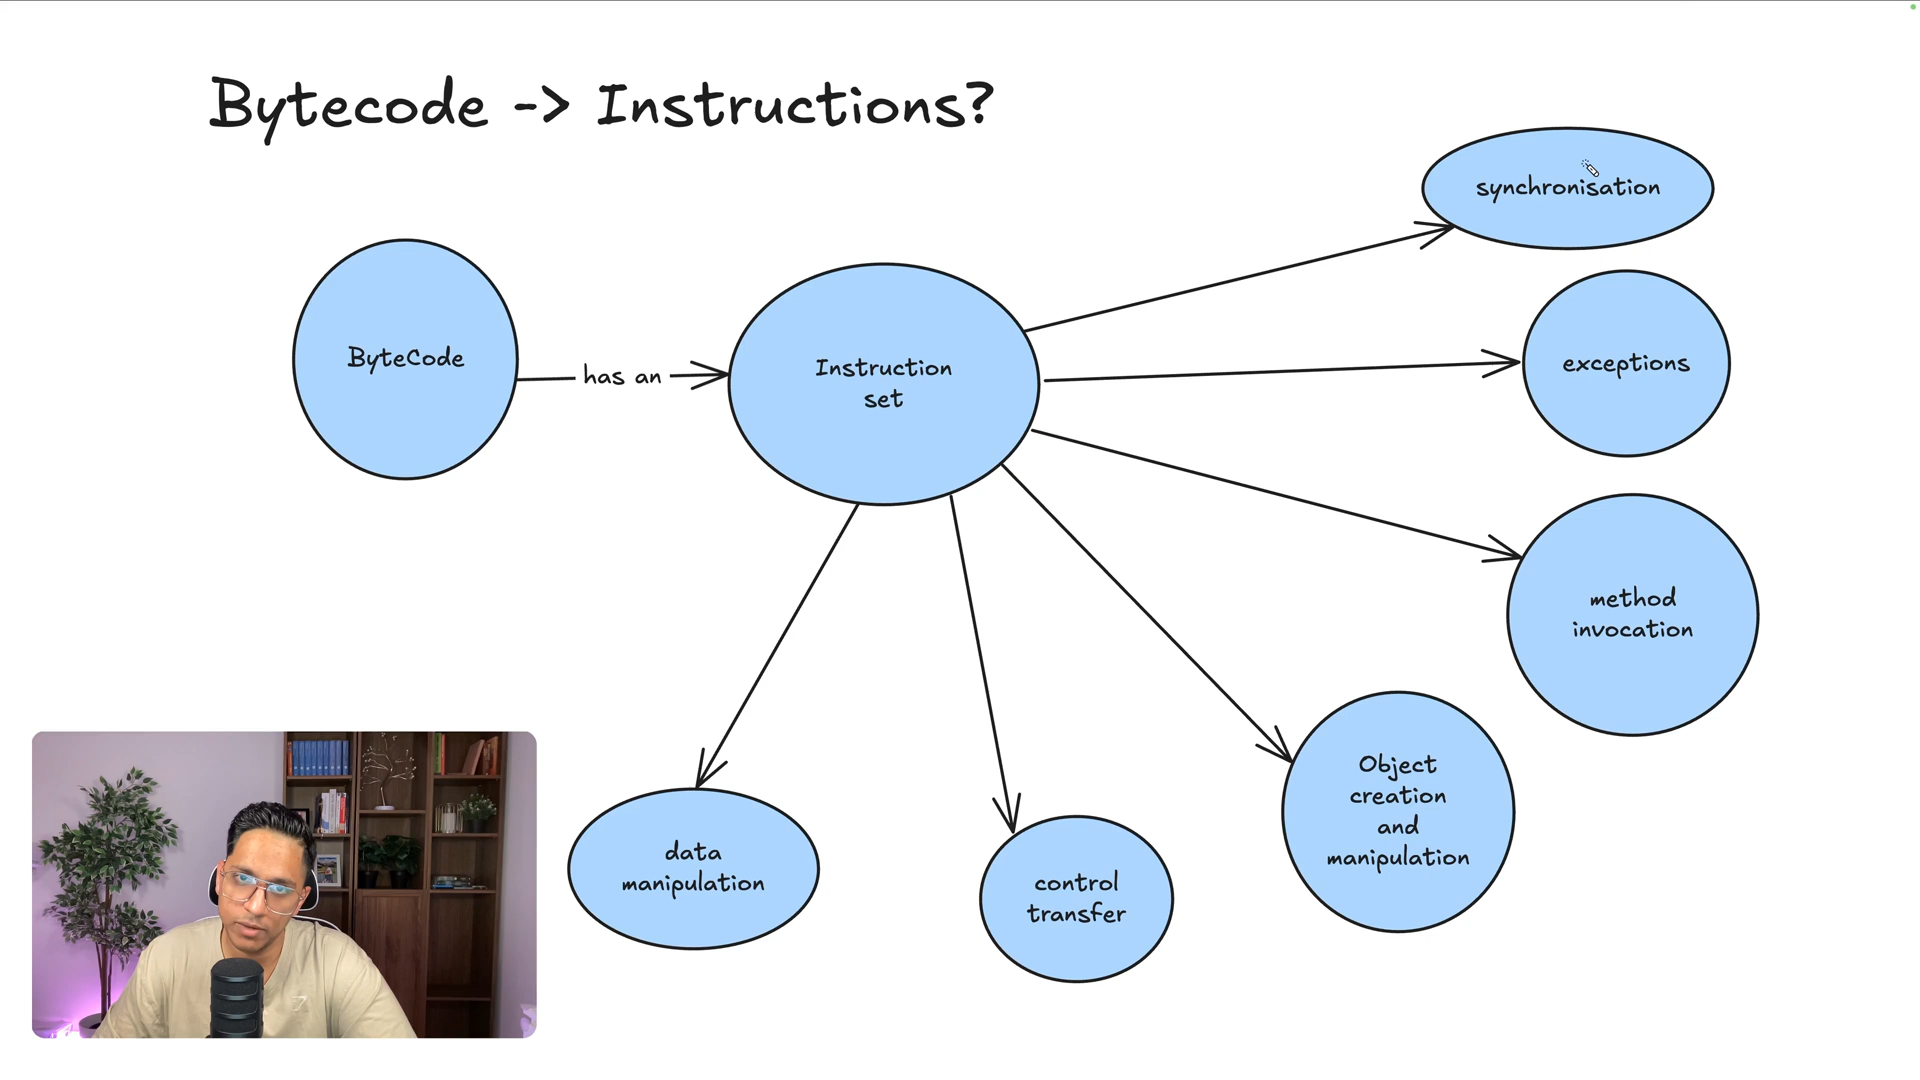 Bytecode -> Instructions?
synchronisation
ByteCode
has an
Instruction
set
exceptions
method
invocation
Object
creation
and
manipulation
data
manipulation
control
transfer